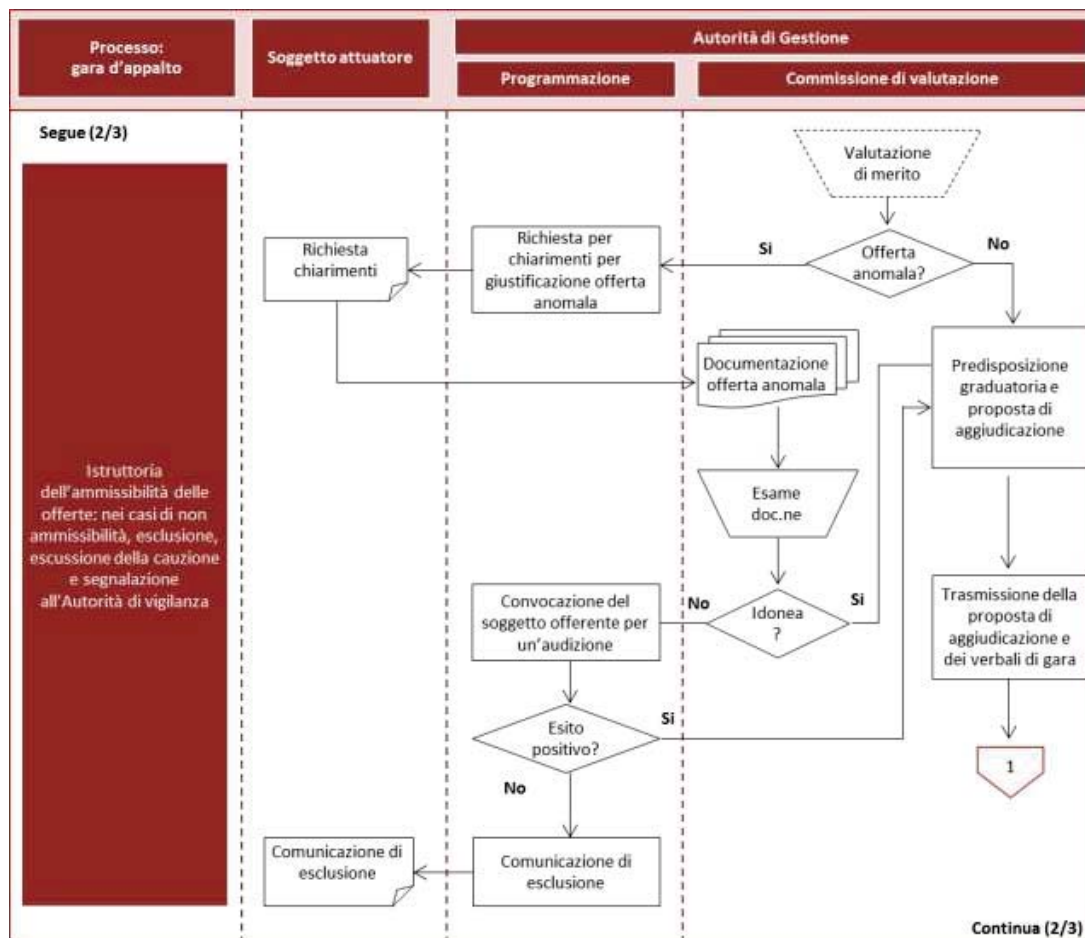 Processo:
gara d'appalto
Soggetto attuatore
Autorità di Gestione
Programmazione
Commissione di valutazione
Segue (2/3)
Valutazione
di merito
Si
Offerta
anomala?
No
Richiesta
chiarimenti
Richiesta per
chiarimenti per
giustificazione offerta
anomala
Documentazione
offerta anomala
Predisposizione
graduatoria e
proposta di
aggiudicazione
Istruttoria
dell'ammissibilità delle
offerte: nei casi di non
ammissibilità, esclusione,
escussione della cauzione
e segnalazione
all'Autorità di vigilanza
Esame
doc.ne
Convocazione del
soggetto offerente per
un'audizione
No
Idonea
?
Si
Trasmissione della
proposta di
aggiudicazione e
dei verbali di gara
Esito
positivo?
Si
No
1
Comunicazione di
esclusione
Comunicazione di
esclusione
Continua (2/3)